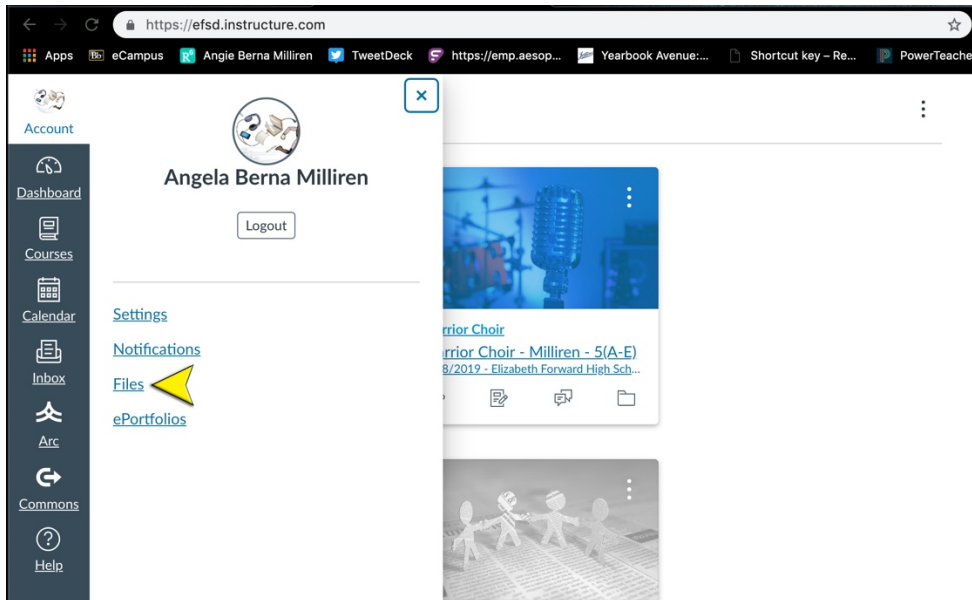 https://efsd.instructure.com
Apps
eCampus
Angie Berna Milliren
TweetDeck
https://emp.aesop...
Yearbook Avenue:...
Shortcut key – Re...
PowerTeache
Account
Dashboard
Courses
Calendar
Inbox
Arc
Commons
Help
Angela Berna Milliren
Logout
Settings
Notifications
Files
ePortfolios
rrior Choir
rrior Choir - Milliren - 5(A-E)
8/2019 - Elizabeth Forward High Sch...